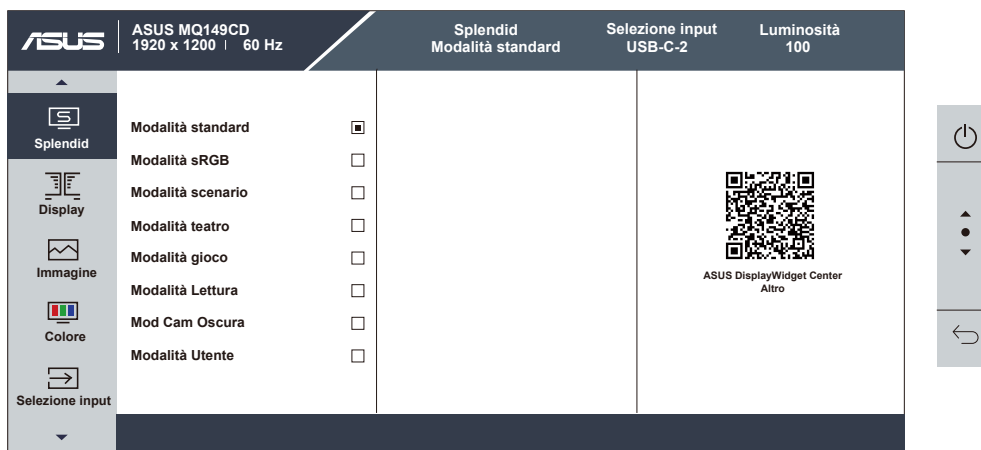 ASUS
ASUS MQ149CD
1920 x 1200 | 60 Hz
Splendid
Modalità standard
Selezione input
USB-C-2
Luminosità
100
Splendid
Display
Immagine
Colore
Selezione input
Modalità standard
Modalità sRGB
Modalità scenario
Modalità teatro
Modalità gioco
Modalità Lettura
Mod Cam Oscura
Modalità Utente
ASUS DisplayWidget Center
Altro